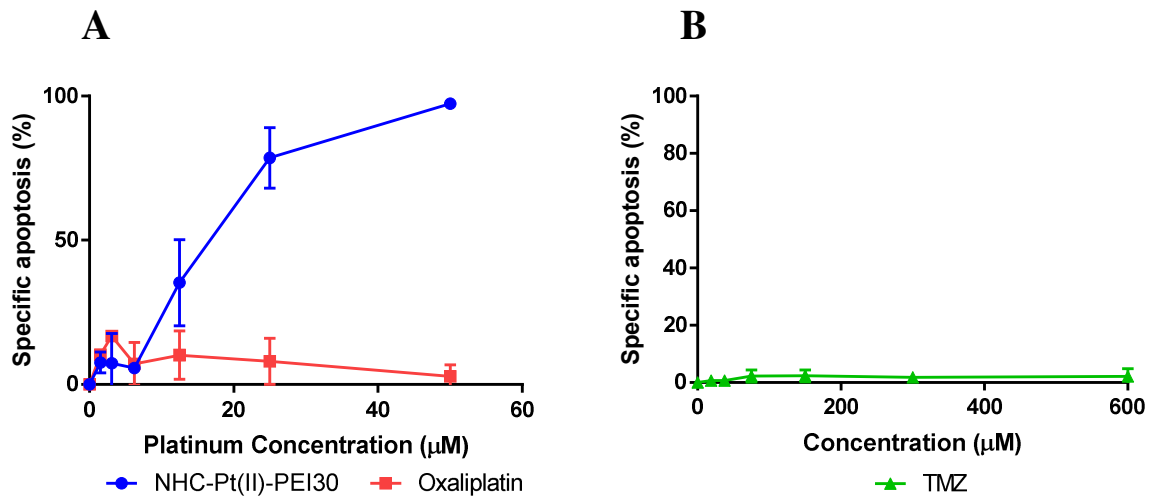 A
B
100
50
0
0
20
40
60
Specific apoptosis (%)
Platinum Concentration (μM)
NHC-Pt(II)-PEI30
Oxaliplatin
100
80
60
40
20
0
0
200
400
600
Specific apoptosis (%)
Concentration (μM)
TMZ